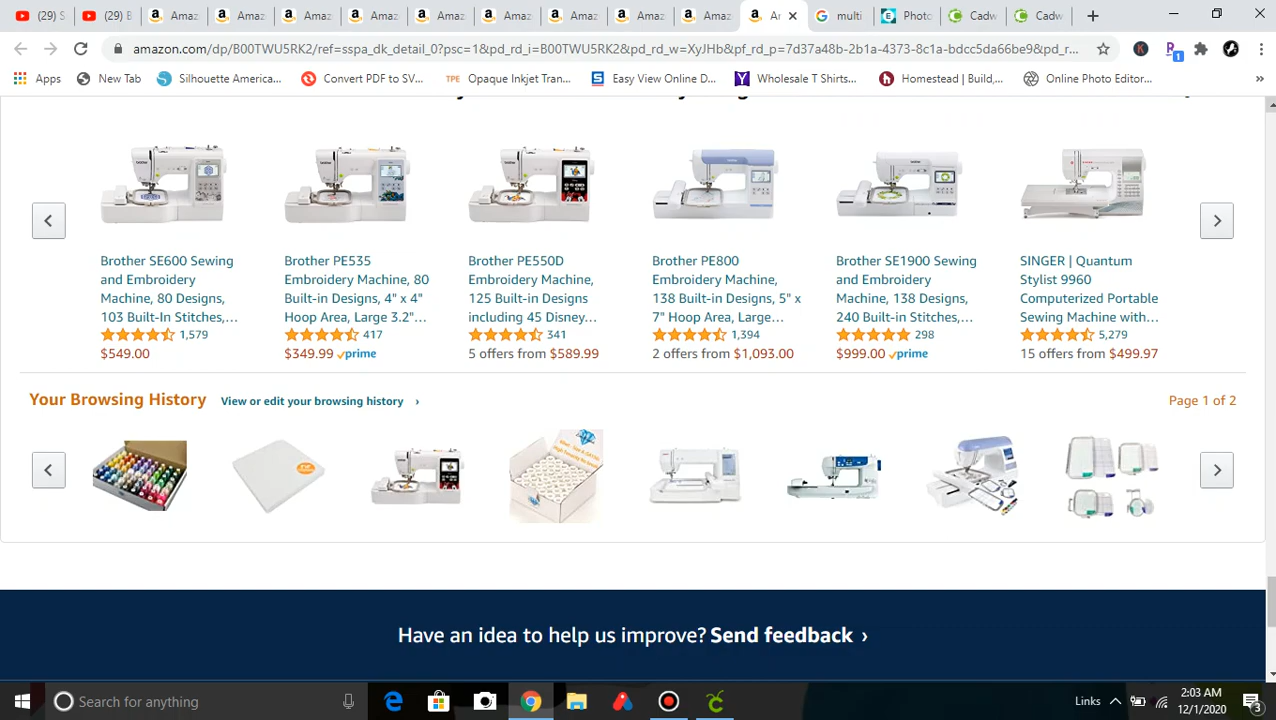 (29) S
(29) B
Amaz
Amaz
Amaz
Amaz
Amaz
Amaz
Amaz
Amaz
Amaz
Ar
multi
Photo
Cadw
Cadw
amazon.com/dp/B00TWU5RK2/ref=sspa_dk_detail_0?psc=1&pd_rd_i=B00TWU5RK2&pd_rd_w=XyJHb&pf_rd_p=7d37a48b-2b1a-4373-8c1a-bdcc5da66be9&pd_r...
Apps
New Tab
Silhouette America...
Convert PDF to SV...
TPE Opaque Inkjet Tran...
Easy View Online D...
Wholesale T Shirts...
Homestead | Build,...
Online Photo Editor...
Brother SE600 Sewing
and Embroidery
Machine, 80 Designs,
103 Built-In Stitches,...
1,579
$549.00
Brother PE535
Embroidery Machine, 80
Built-in Designs, 4" x 4"
Hoop Area, Large 3.2"...
417
$349.99 prime
Brother PE550D
Embroidery Machine,
125 Built-in Designs
including 45 Disney...
341
5 offers from $589.99
Brother PE800
Embroidery Machine,
138 Built-in Designs, 5" x
7" Hoop Area, Large...
1,394
2 offers from $1,093.00
Brother SE1900 Sewing
and Embroidery
Machine, 138 Designs,
240 Built-in Stitches,...
298
$999.00 prime
SINGER | Quantum
Stylist 9960
Computerized Portable
Sewing Machine with...
5,279
15 offers from $499.97
Your Browsing History View or edit your browsing history ›
Page 1 of 2
Have an idea to help us improve? Send feedback ›
Search for anything
Links
2:03 AM
12/1/2020
3